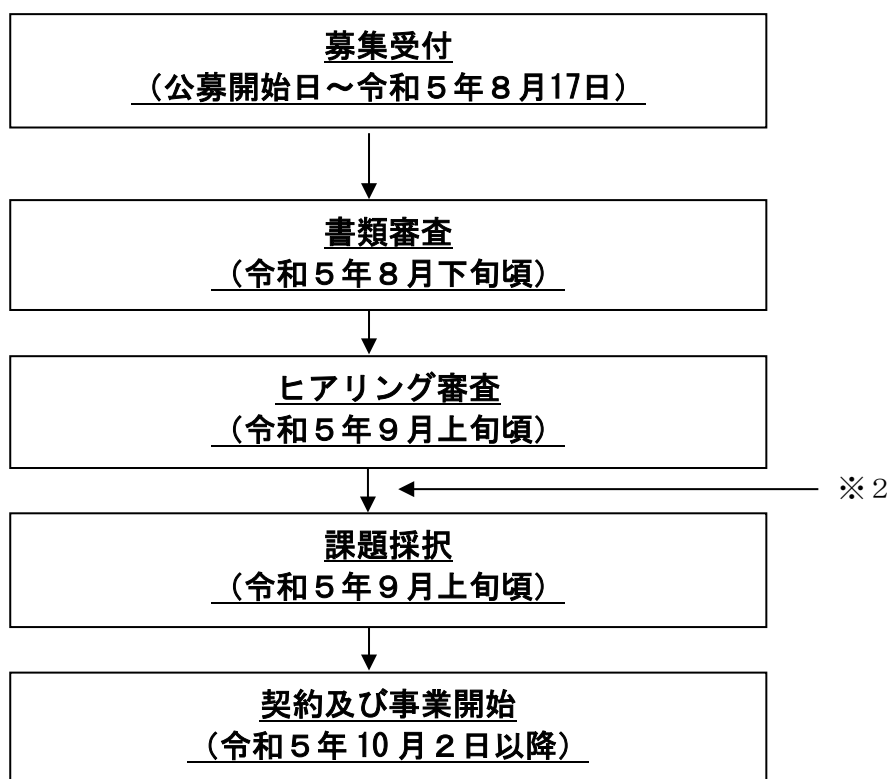 募集受付
（公募開始日～令和５年８月17日）
書類審査
（令和５年８月下旬頃）
ヒアリング審査
（令和５年９月上旬頃）
※２
課題採択
（令和５年９月上旬頃）
契約及び事業開始
（令和５年 10 月２日以降）